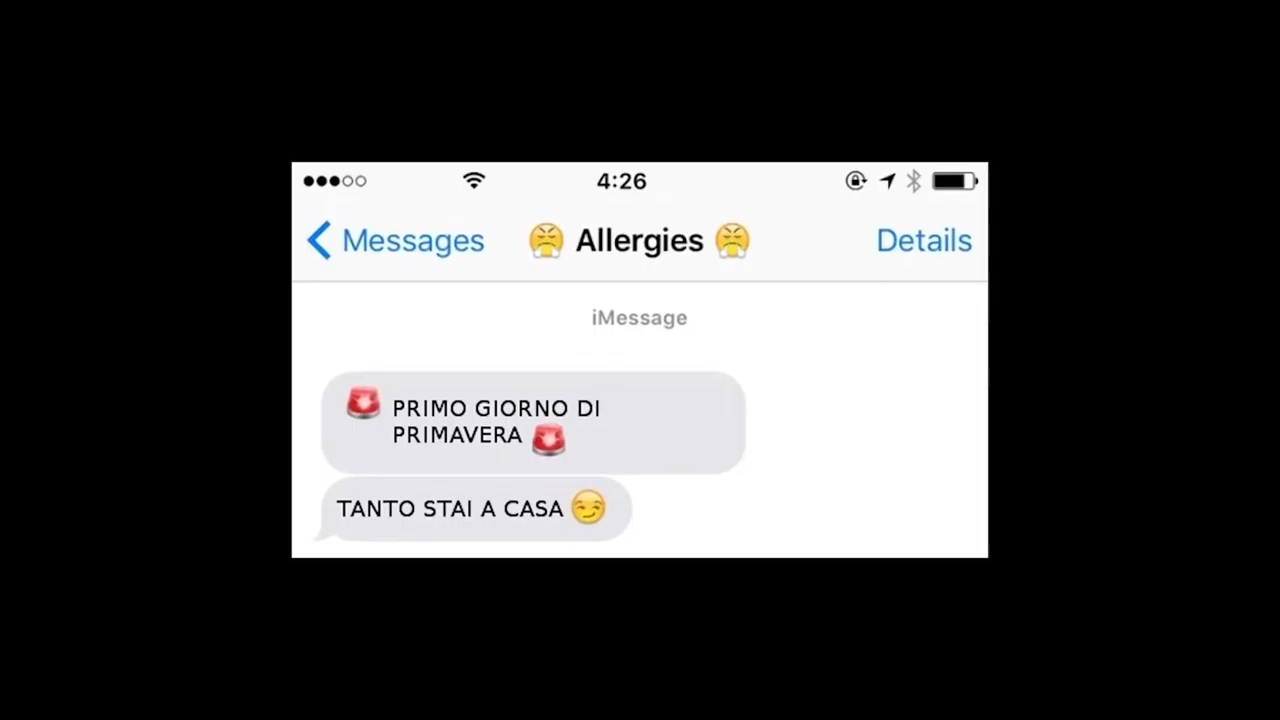 4:26
Messages 😤 Allergies 😤 Details
iMessage
🚨 PRIMO GIORNO DI
PRIMAVERA 🚨
TANTO STAI A CASA 😏